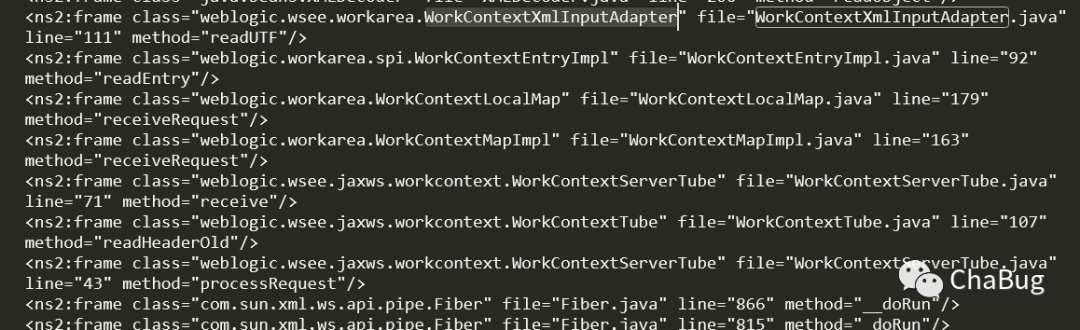 <ns2:frame class="weblogic.wsee.workarea.WorkContextXmlInputAdapter" file="WorkContextXmlInputAdapter.java"
line="111" method="readUTF"/>
<ns2:frame class="weblogic.workarea.spi.WorkContextEntryImpl" file="WorkContextEntryImpl.java" line="92"
method="readEntry"/>
<ns2:frame class="weblogic.workarea.WorkContextLocalMap" file="WorkContextLocalMap.java" line="179"
method="receiveRequest"/>
<ns2:frame class="weblogic.workarea.WorkContextMapImpl" file="WorkContextMapImpl.java" line="163"
method="receiveRequest"/>
<ns2:frame class="weblogic.wsee.jaxws.workcontext.WorkContextServerTube" file="WorkContextServerTube.java"
line="71" method="receive"/>
<ns2:frame class="weblogic.wsee.jaxws.workcontext.WorkContextTube" file="WorkContextTube.java" line="107"
method="readHeaderOld"/>
<ns2:frame class="weblogic.wsee.jaxws.workcontext.WorkContextServerTube" file="WorkContextServerTube.java"
line="43" method="processRequest"/>
<ns2:frame class="com.sun.xml.ws.api.pipe.Fiber" file="Fiber.java" line="866" method="__doRun"/>
<ns2:frame class="com.sun.xml.ws.api.pipe.Fiber" file="Fiber.java" line="815" method="_doRun"/>
ChaBug